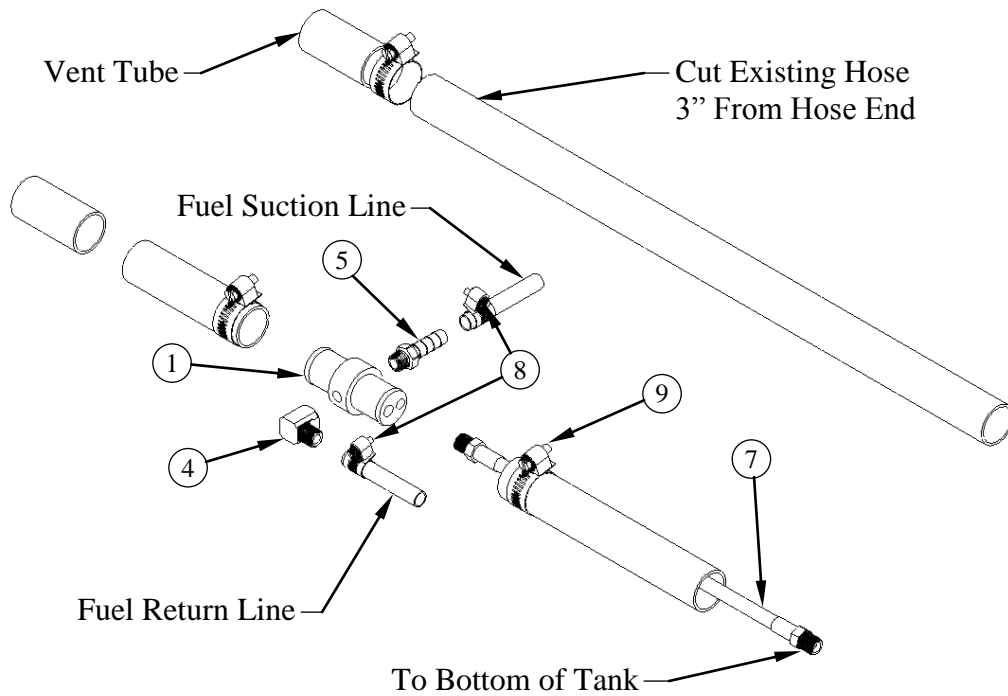 Vent Tube
Cut Existing Hose
3” From Hose End
Fuel Suction Line
5
1
8
9
4
7
Fuel Return Line
To Bottom of Tank